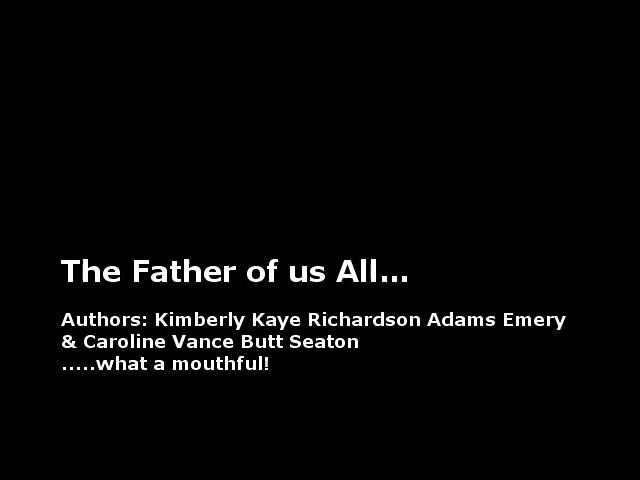 The Father of us All…
Authors: Kimberly Kaye Richardson Adams Emery
& Caroline Vance Butt Seaton
.....what a mouthful!